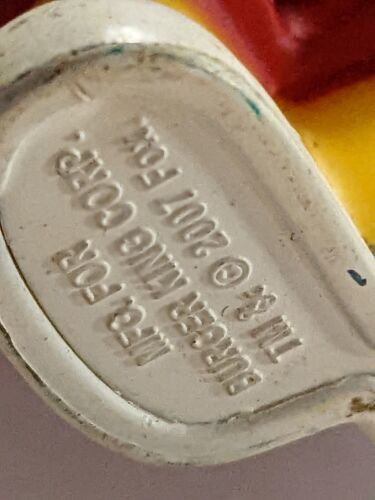 MFG. FOR
BURGER KING CORP.
TM & © 2007 FOX.